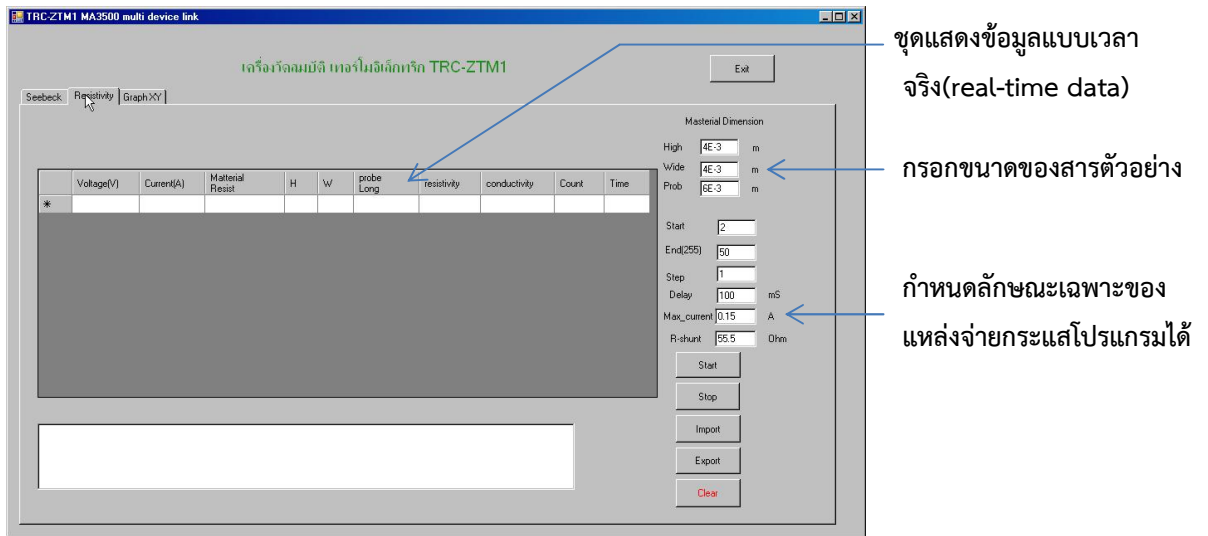 TRC-ZTM1 MA3500 multi device link
เครื่องวัดสมบัติ เทอร์โมอิเล็กทริก TRC-ZTM1
Exit
Seebeck Resistivity Graph XY
Masterial Dimension
High 4E-3 m
Wide 4E-3 m
Prob 6E-3 m
Voltage(V) Current(A) Matterial Resist H W probe Long resistivity conductivity Count Time
*
Start 2
End(255) 50
Step 1
Delay 100 mS
Max_current 0.15 A
R-shunt 55.5 Ohm
Start
Stop
Import
Export
Clear
ชุดแสดงข้อมูลแบบเวลา
จริง(real-time data)
กรอกขนาดของสารตัวอย่าง
กำหนดลักษณะเฉพาะของ
แหล่งจ่ายกระแสโปรแกรมได้